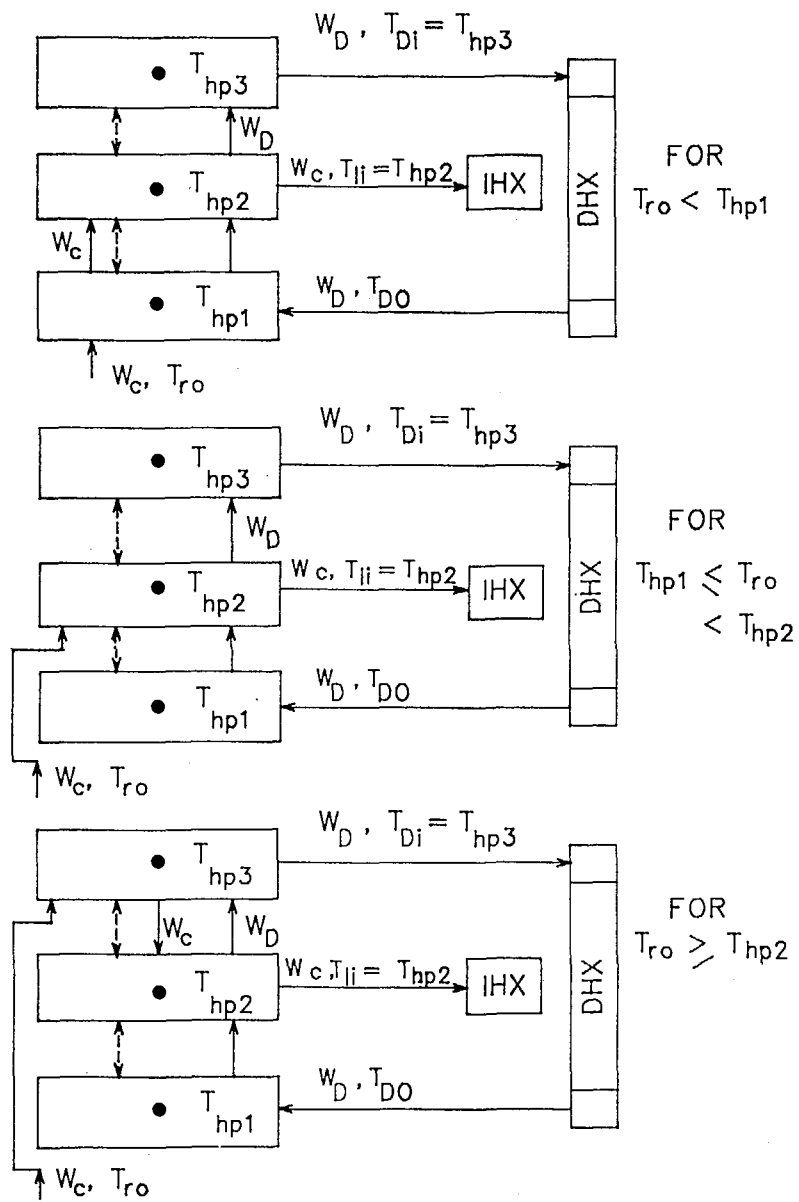 W_D , T_Di = T_hp3
T_hp3
W_D
W_c, T_Ii = T_hp2
IHX
T_hp2
W_c
DHX
FOR
T_ro < T_hp1
T_hp1
W_D , T_DO
W_c, T_ro
W_D , T_Di = T_hp3
T_hp3
W_D
W_c, T_Ii = T_hp2
IHX
T_hp2
DHX
FOR
T_hp1 ≤ T_ro
< T_hp2
T_hp1
W_D , T_DO
W_c, T_ro
W_D , T_Di = T_hp3
T_hp3
W_c
W_D
W_c, T_Ii = T_hp2
IHX
T_hp2
DHX
FOR
T_ro ≥ T_hp2
T_hp1
W_D , T_DO
W_c, T_ro